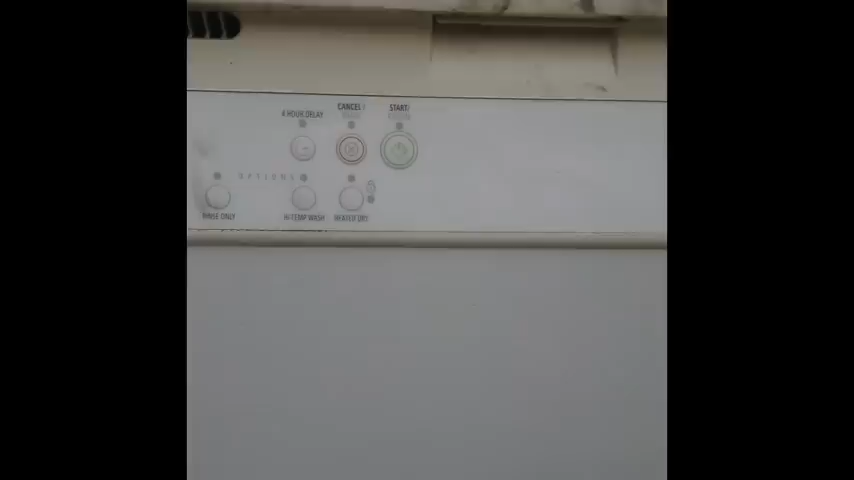 4 HOUR DELAY
CANCEL/
START/
OPTIONS
RINSE ONLY
HI-TEMP WASH
HEATED DRY